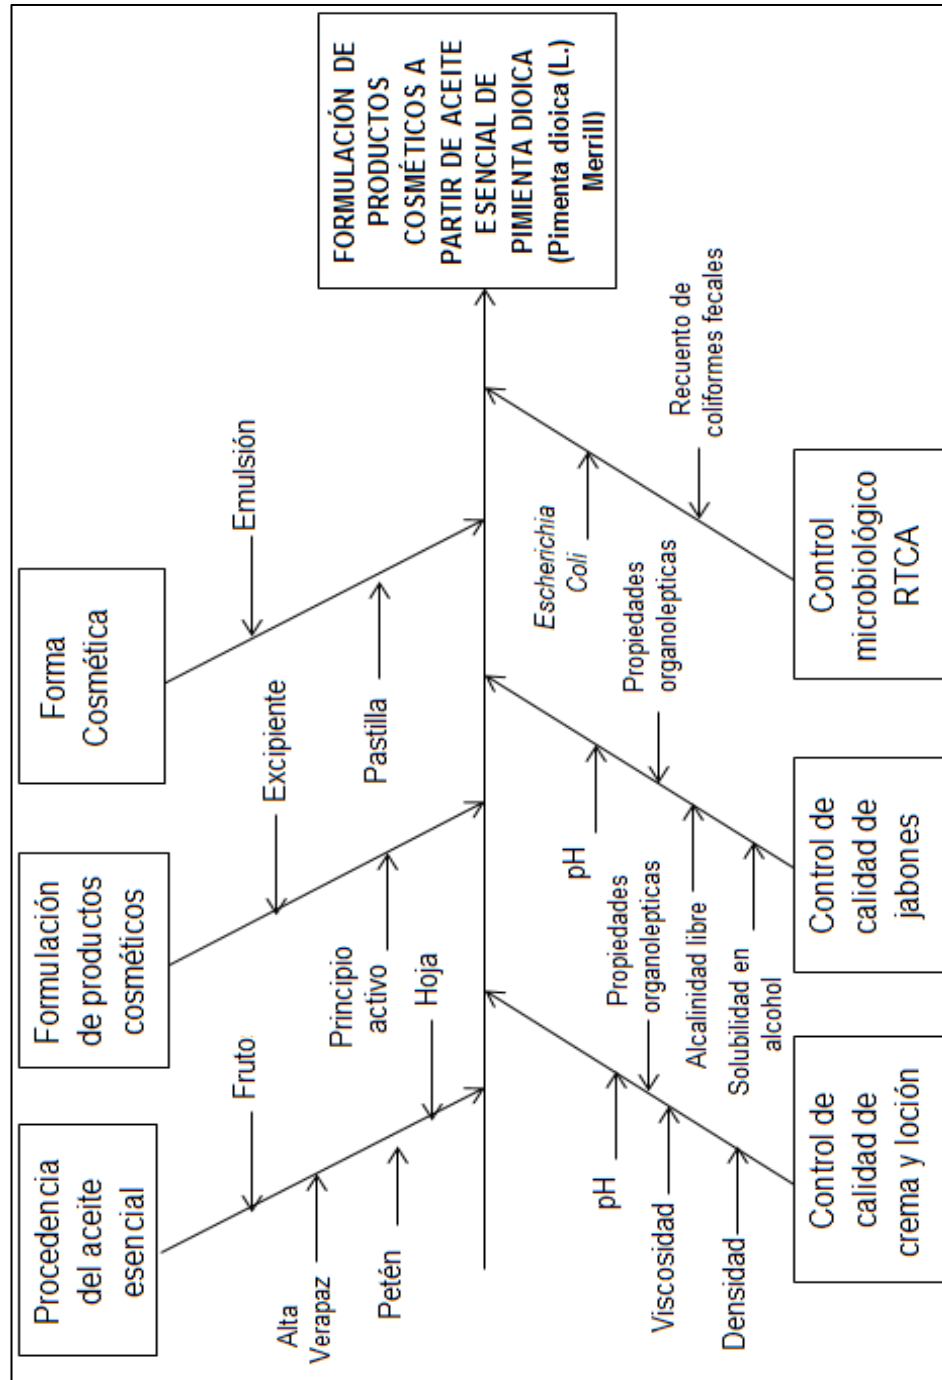 Procedencia
del aceite
esencial
Fruto
Alta
Verapaz
Petén
Hoja
Formulación
de productos
cosméticos
Excipiente
Principio
activo
Forma
Cosmética
Emulsión
Pastilla
FORMULACIÓN DE
PRODUCTOS
COSMÉTICOS A
PARTIR DE ACEITE
ESENCIAL DE
PIMIENTA DIOICA
(Pimenta dioica (L.)
Merrill)
pH
Propiedades
organolepticas
Viscosidad
Densidad
Control de
calidad de
crema y loción
pH
Propiedades
organolepticas
Alcalinidad libre
Solubilidad en
alcohol
Control de
calidad de
jabones
Escherichia
Coli
Recuento de
coliformes fecales
Control
microbiológico
RTCA